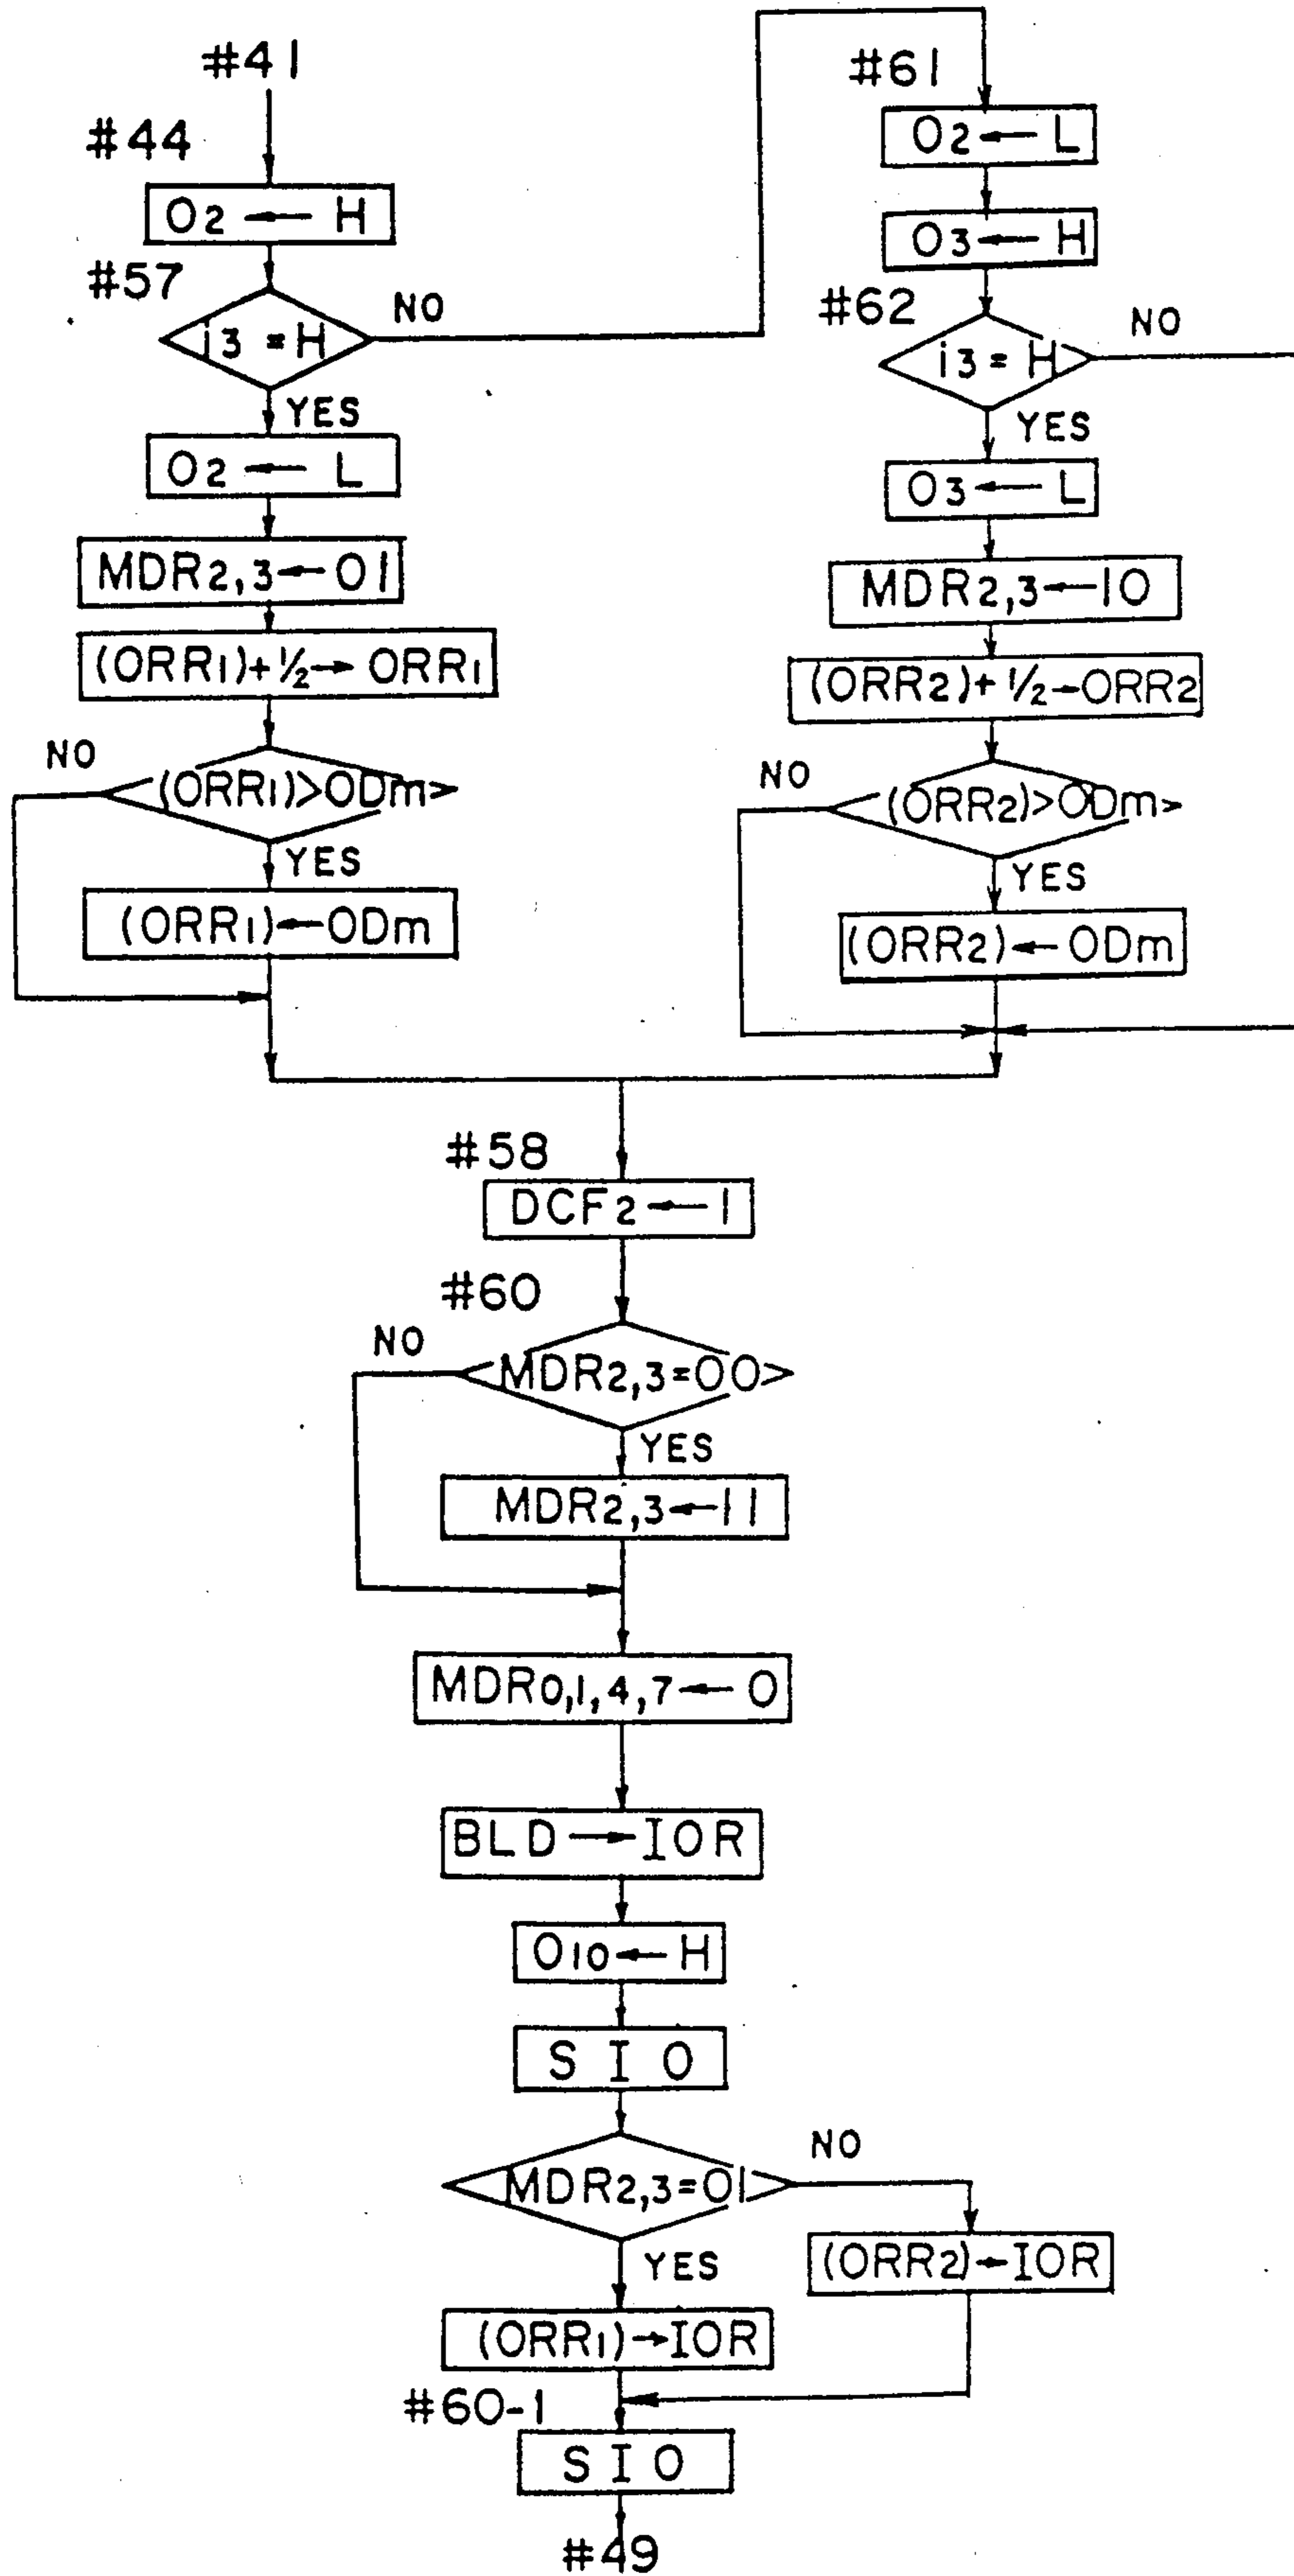 #41
#44
O2 ← H
#57
i3 = H
NO
YES
O2 ← L
MDR2,3 ← 01
(ORR1)+ ½ → ORR1
NO
(ORR1)>ODm
YES
(ORR1) ← ODm
#61
O2 ← L
O3 ← H
#62
i3 = H
NO
YES
O3 ← L
MDR2,3 ← 10
(ORR2)+ ½ → ORR2
NO
(ORR2)>ODm
YES
(ORR2) ← ODm
#58
DCF2 ← 1
#60
NO
MDR2,3=00
YES
MDR2,3 ← 11
MDR0,1,4,7 ← 0
BLD → IOR
O10 ← H
SIO
MDR2,3=01
NO
YES
(ORR2) → IOR
(ORR1) → IOR
#60-1
SIO
#49